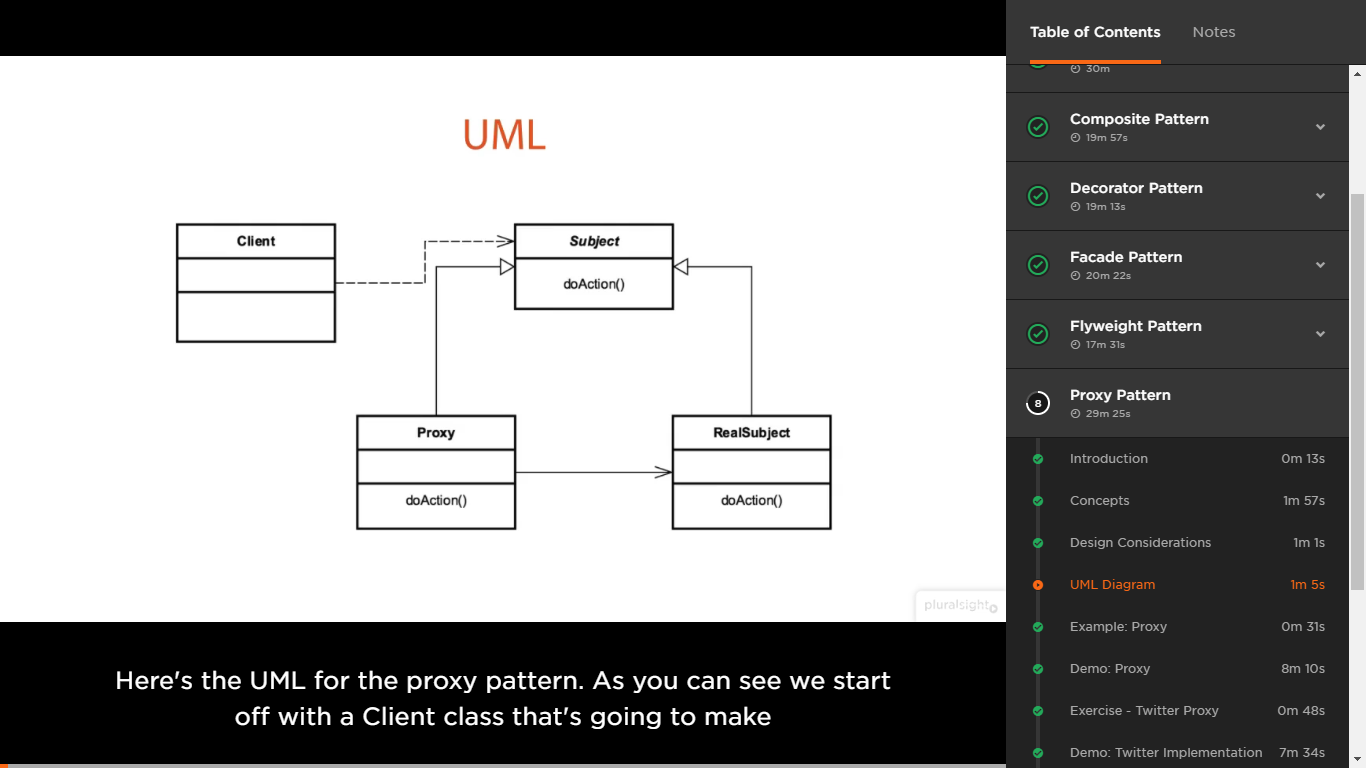 UML
Client
Subject
doAction()
Proxy
doAction()
RealSubject
doAction()
pluralsight
Here's the UML for the proxy pattern. As you can see we start
off with a Client class that's going to make
Table of Contents Notes
30m
Composite Pattern
19m 57s
Decorator Pattern
19m 13s
Facade Pattern
20m 22s
Flyweight Pattern
17m 31s
8
Proxy Pattern
29m 25s
Introduction 0m 13s
Concepts 1m 57s
Design Considerations 1m 1s
UML Diagram 1m 5s
Example: Proxy 0m 31s
Demo: Proxy 8m 10s
Exercise - Twitter Proxy 0m 48s
Demo: Twitter Implementation 7m 34s